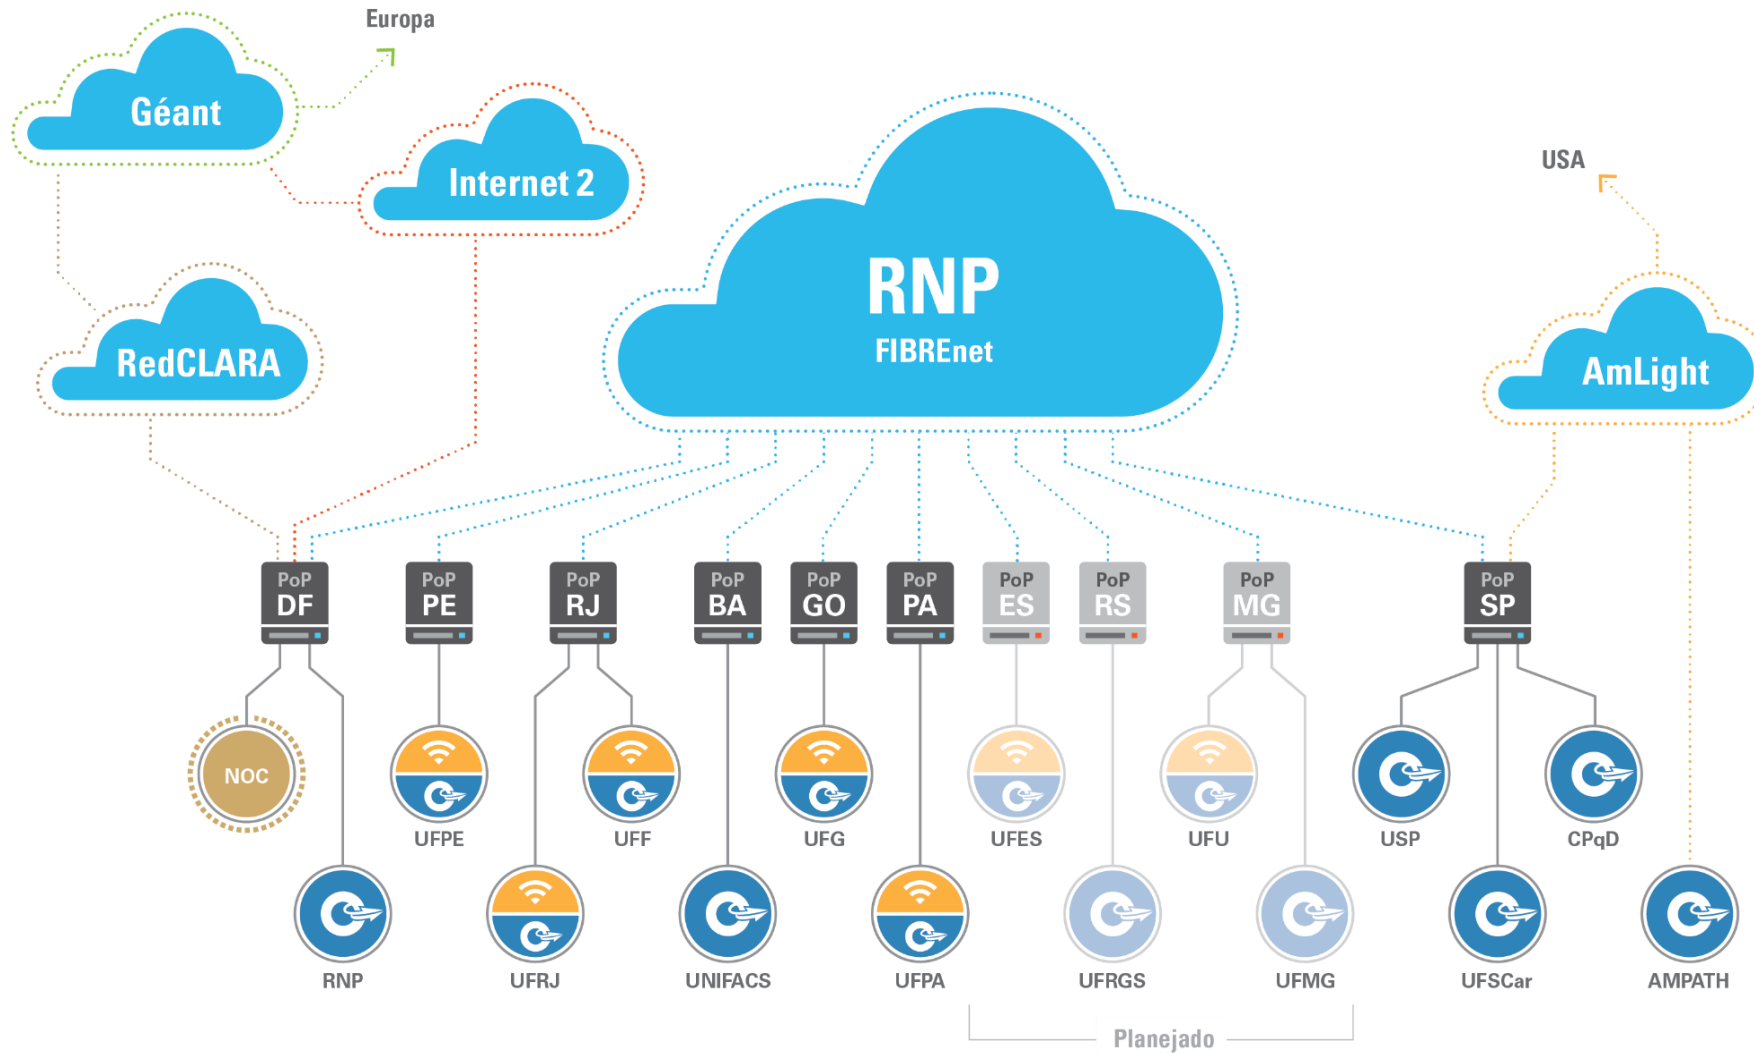 Europa
Géant
Internet 2
USA
RNP
FIBREnet
RedCLARA
AmLight
PoP
DF
PoP
PE
PoP
RJ
PoP
BA
PoP
GO
PoP
PA
PoP
ES
PoP
RS
PoP
MG
PoP
SP
NOC
UFPE
UFF
UFG
UFES
UFU
USP
CPqD
RNP
UFRJ
UNIFACS
UFPA
UFRGS
UFMG
UFSCar
AMPATH
Planejado